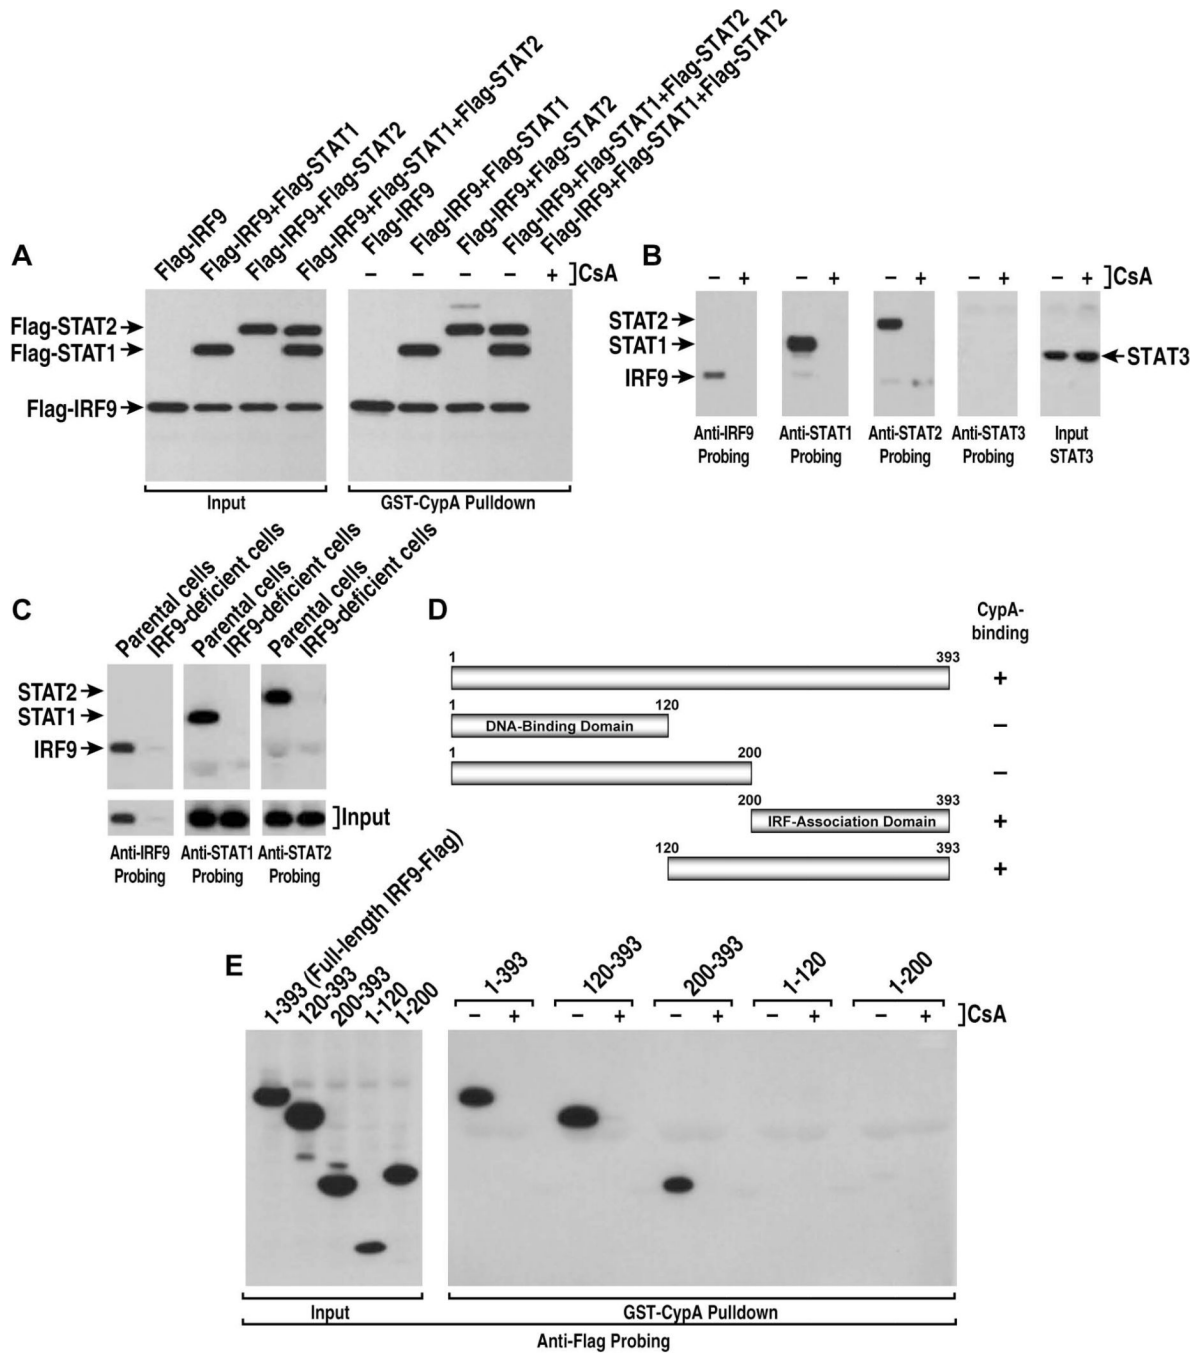 A
Flag-IRF9
Flag-IRF9+Flag-STAT1
Flag-IRF9+Flag-STAT2
Flag-IRF9+Flag-STAT1+Flag-STAT2
Flag-IRF9
Flag-IRF9+Flag-STAT1
Flag-IRF9+Flag-STAT2
Flag-IRF9+Flag-STAT1+Flag-STAT2
Flag-IRF9+Flag-STAT1+Flag-STAT2
– – – – + ]CsA
Flag-STAT2
Flag-STAT1
Flag-IRF9
Input
GST-CypA Pulldown
B
– + – + – + – + – + ]CsA
STAT2
STAT1
IRF9
STAT3
Anti-IRF9 Probing
Anti-STAT1 Probing
Anti-STAT2 Probing
Anti-STAT3 Probing
Input STAT3
C
Parental cells
IRF9-deficient cells
Parental cells
IRF9-deficient cells
Parental cells
IRF9-deficient cells
STAT2
STAT1
IRF9
]Input
Anti-IRF9 Probing
Anti-STAT1 Probing
Anti-STAT2 Probing
D
CypA-
binding
1 393
+
1 120
DNA-Binding Domain –
1 200
–
200 393
IRF-Association Domain +
120 393
+
E
1-393 (Full-length IRF9-Flag)
120-393
200-393
1-120
1-200
1-393
120-393
200-393
1-120
1-200
– + – + – + – + – + ]CsA
Input
GST-CypA Pulldown
Anti-Flag Probing